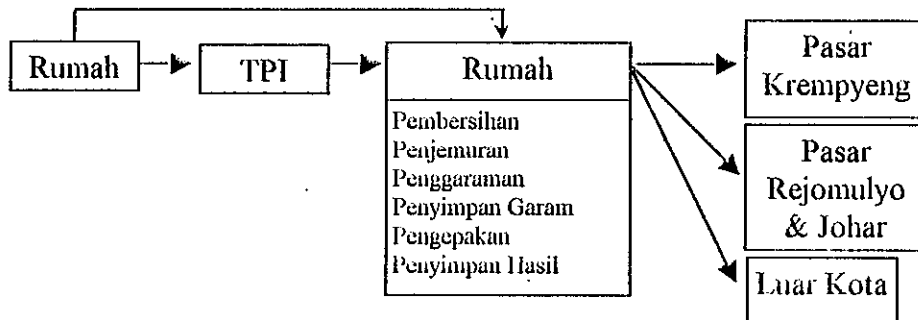 Rumah
TPI
Rumah
Pembersihan
Penjemuran
Penggaraman
Penyimpan Garam
Pengepakan
Penyimpan Hasil
Pasar
Krempyeng
Pasar
Rejomulyo
& Johar
Luar Kota